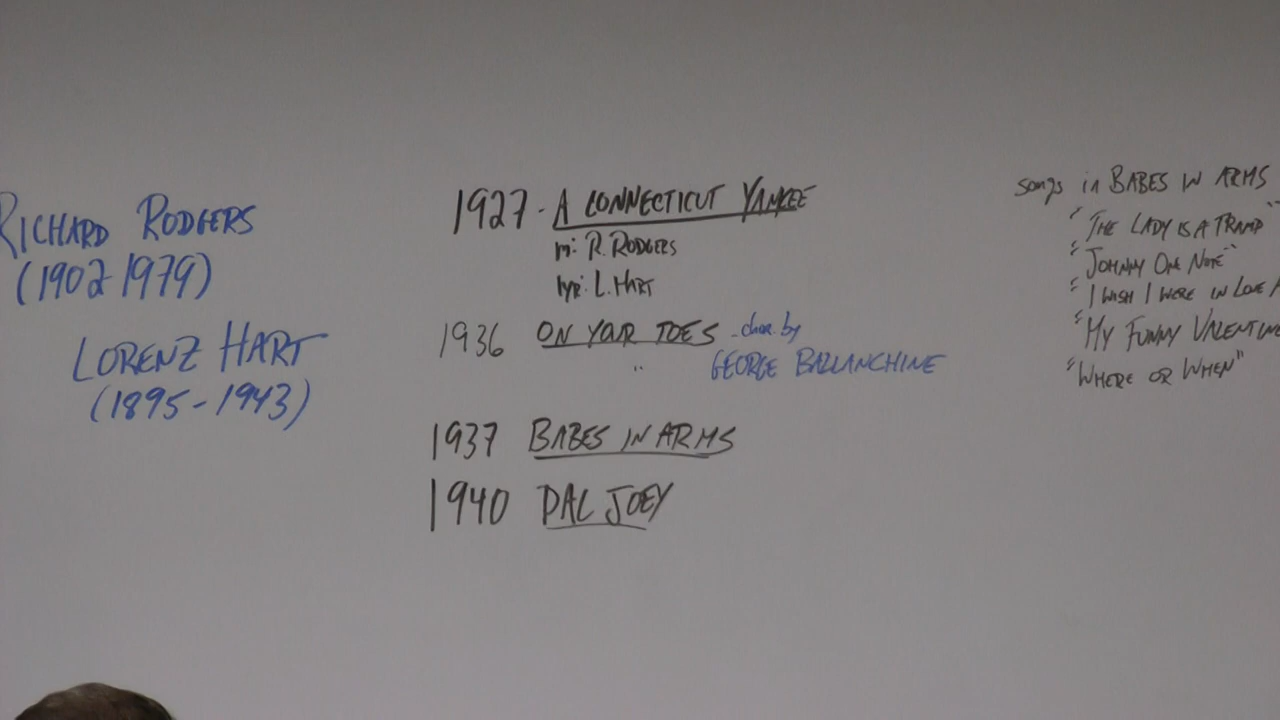 RICHARD RODGERS
(1902 1979)
LORENZ HART
(1895-1943)
1927 - A CONNECTICUT YANKEE
m: R. RODGERS
lyr: L. HART
1936 ON YOUR TOES - chor. by
" GEORGE BALLANCHINE
1937 BABES IN ARMS
1940 PAL JOEY
songs in BABES IN ARMS
"THE LADY IS A TRAMP"
"JOHNNY ONE NOTE"
"I WISH I WERE IN LOVE
"MY FUNNY VALENTINE
"WHERE OR WHEN"